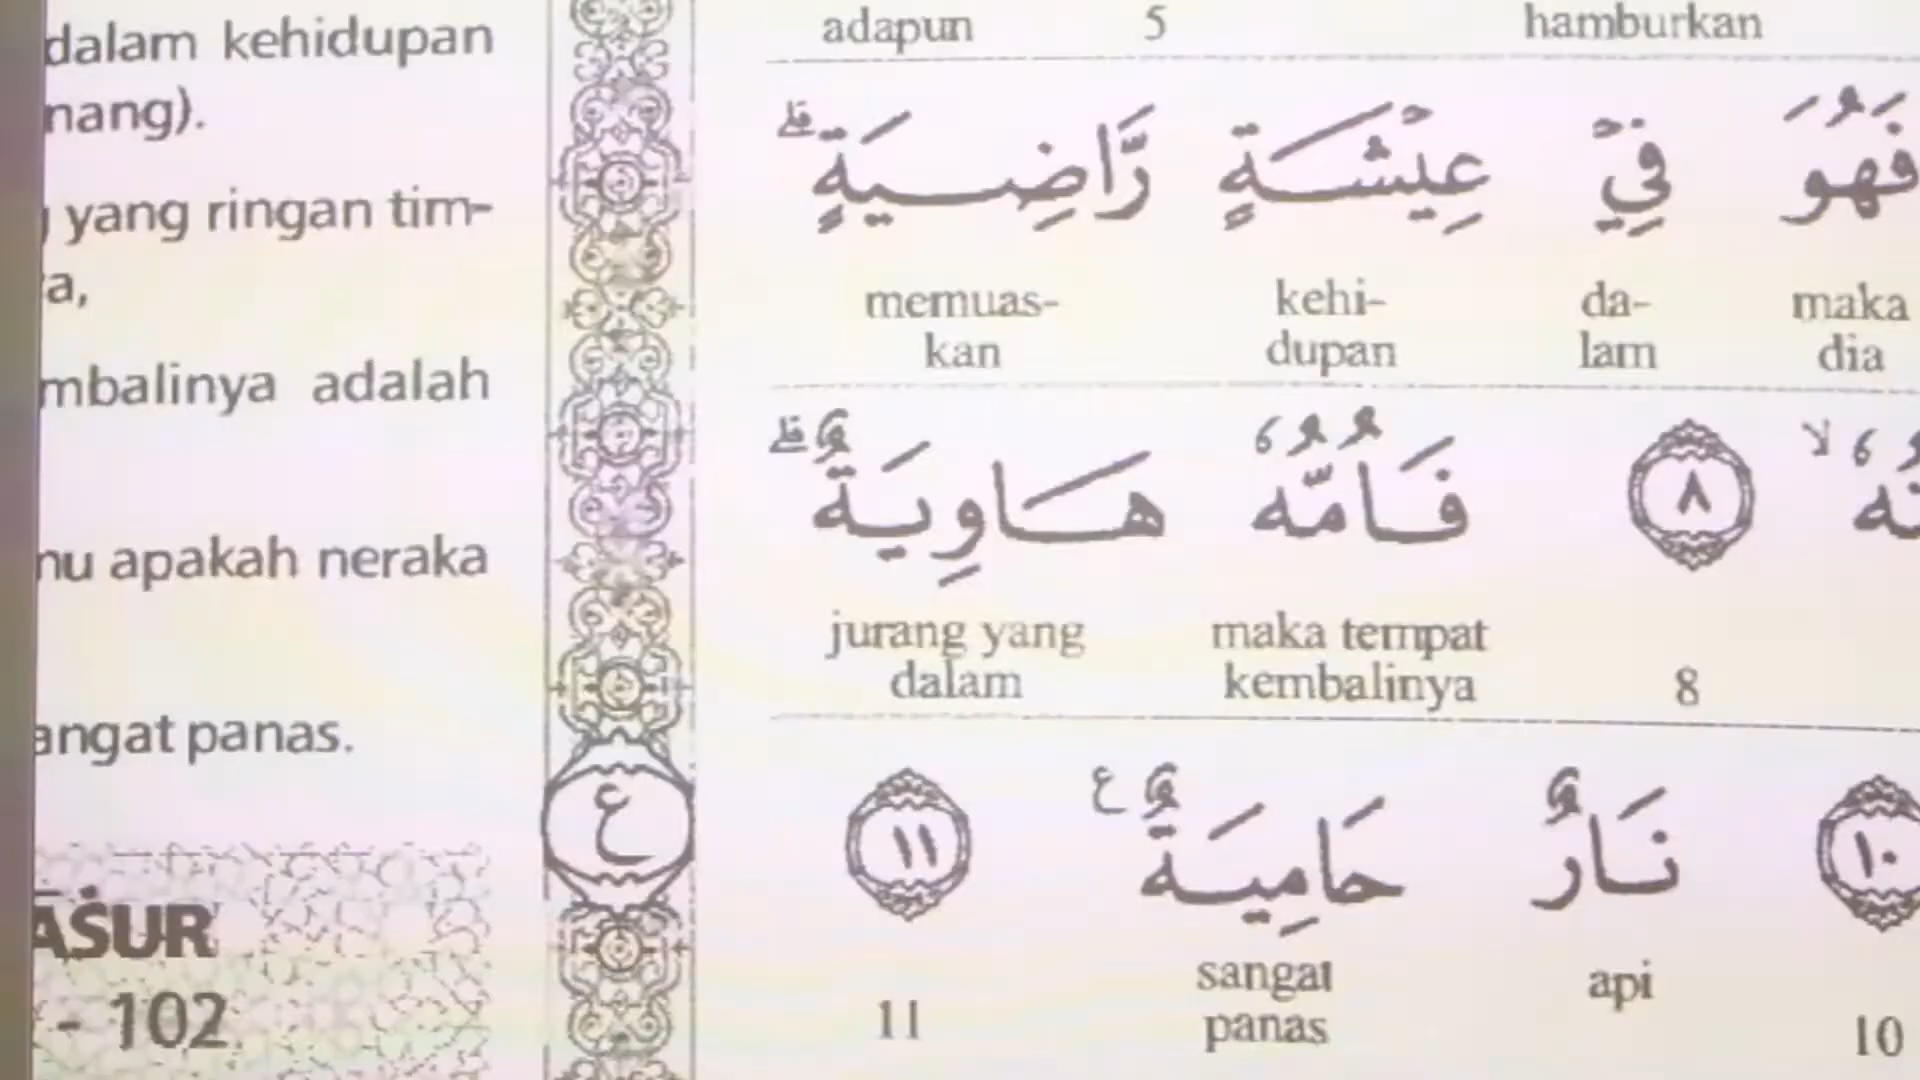 dalam kehidupan
nang).
yang ringan tim-
a,
mbalinya adalah
nu apakah neraka
angat panas.
ع
AŠUR
- 102
adapun 5 hamburkan
فَهُوَ فِيْ عِيْشَةٍ رَّاضِيَةٍ ۗ
memuas- kehi- da- maka
kan dupan lam dia
ۙ ٨ فَاُمُّهٗ هَاوِيَةٌ ۗ
jurang yang maka tempat
dalam kembalinya 8
١٠ نَارٌ حَامِيَةٌ ࣖ ١١
sangat api
panas
11 10